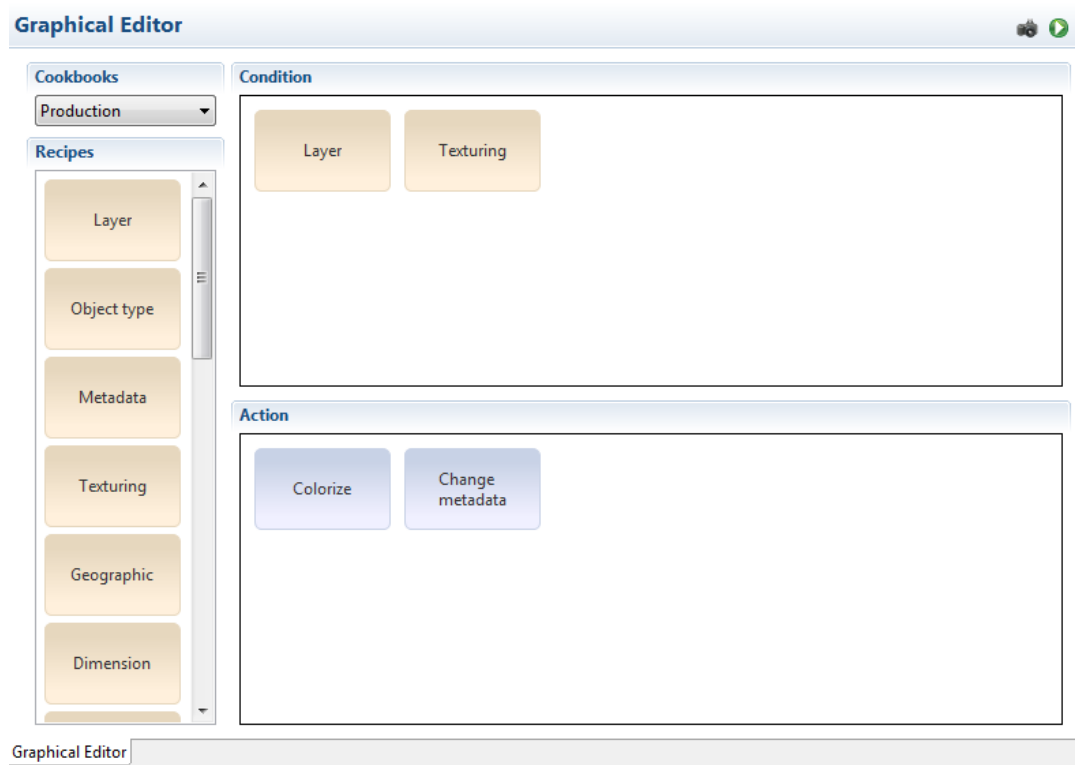 Graphical Editor
Cookbooks
Production
Recipes
Layer
Object type
Metadata
Texturing
Geographic
Dimension
Condition
Layer
Texturing
Action
Colorize
Change
metadata
Graphical Editor